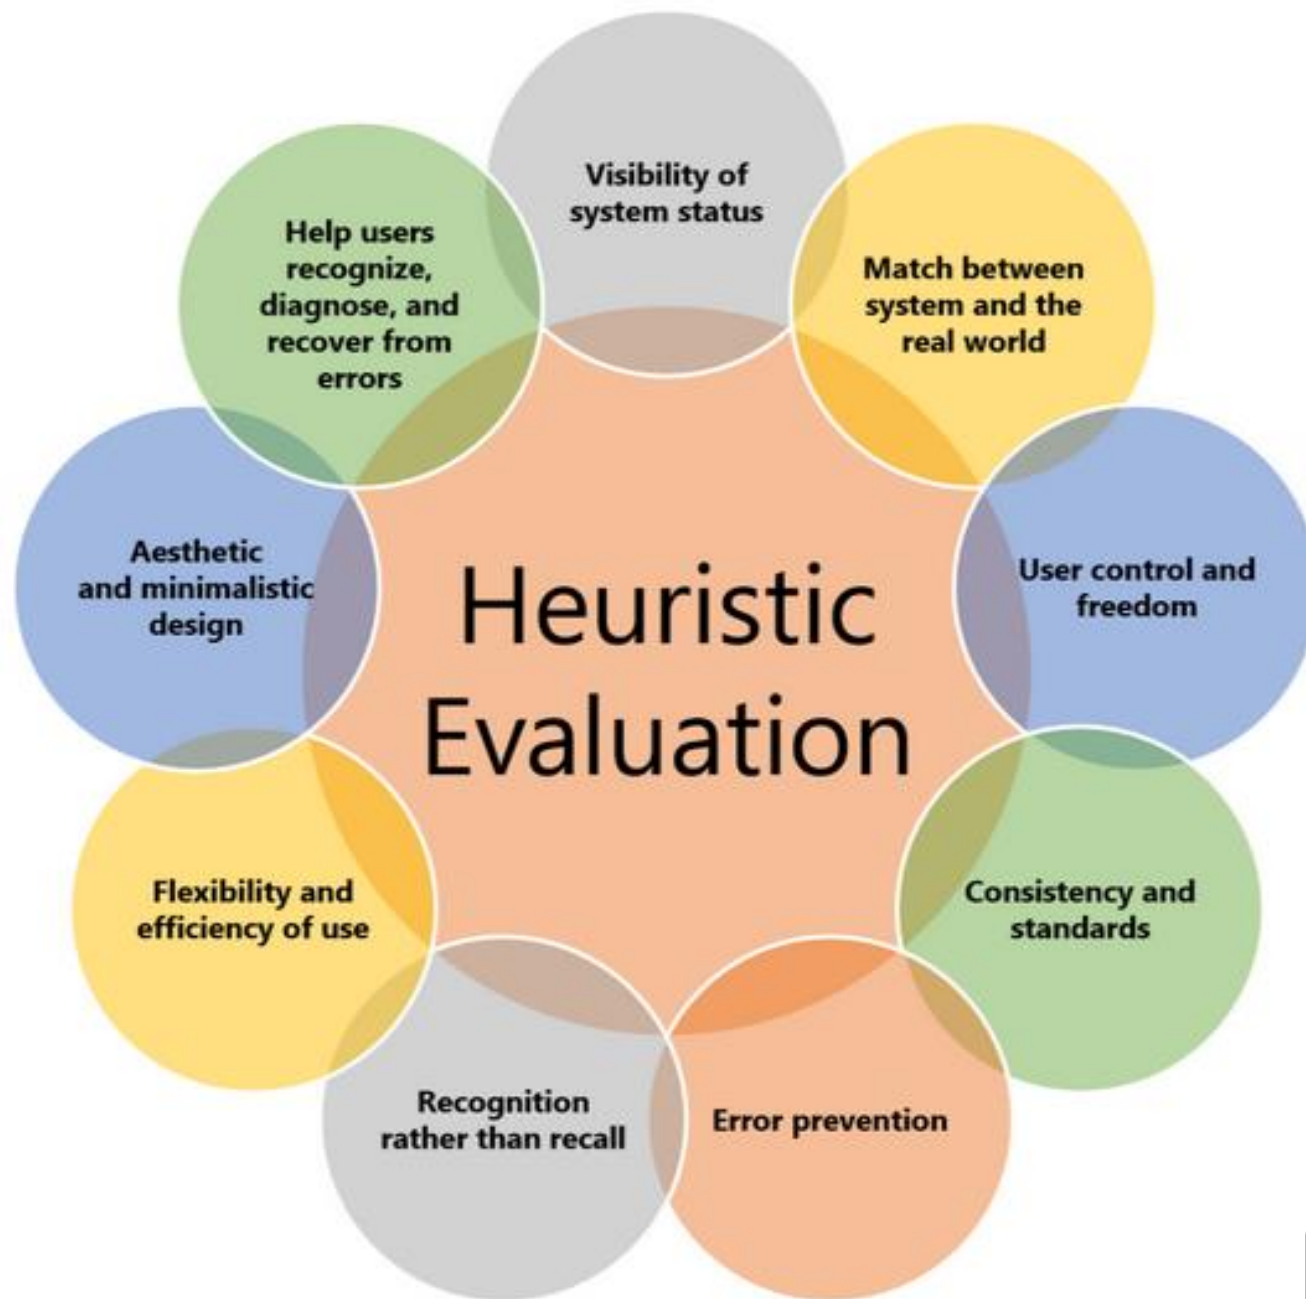 Visibility of
system status
Match between
system and the
real world
User control and
freedom
Consistency and
standards
Error prevention
Recognition
rather than recall
Flexibility and
efficiency of use
Aesthetic
and minimalistic
design
Help users
recognize,
diagnose, and
recover from
errors
Heuristic
Evaluation